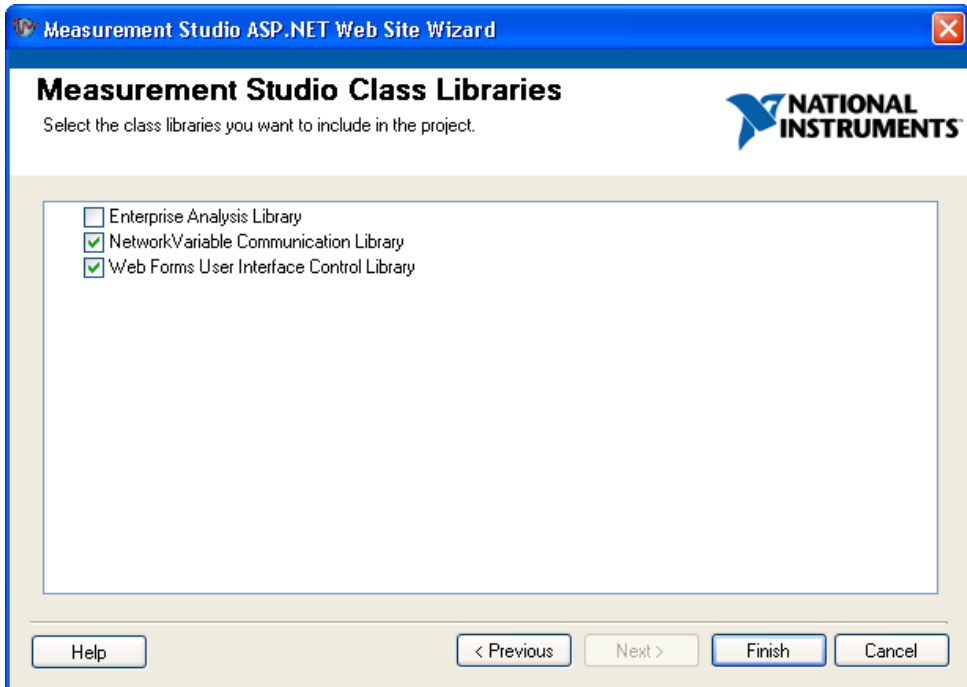 Measurement Studio ASP.NET Web Site Wizard
Measurement Studio Class Libraries
Select the class libraries you want to include in the project.
NATIONAL
INSTRUMENTS
Enterprise Analysis Library
NetworkVariable Communication Library
Web Forms User Interface Control Library
Help
< Previous
Next >
Finish
Cancel